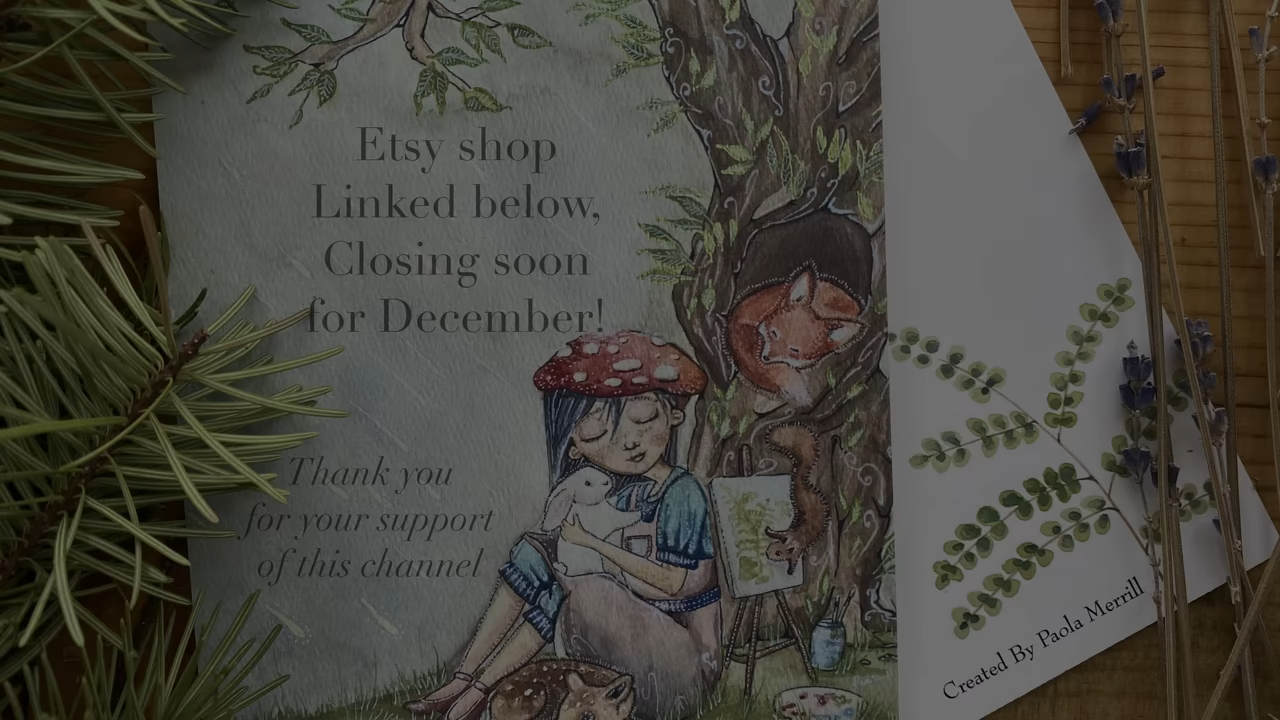 Etsy shop
Linked below,
Closing soon
for December!
Thank you
for your support
of this channel
Created By Paola Merrill